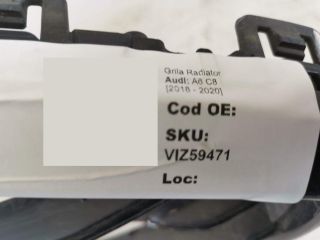 Grila Radiator
Audi: A6 C8
[2018 - 2020]
Cod OE:
SKU:
VIZ59471
Loc: